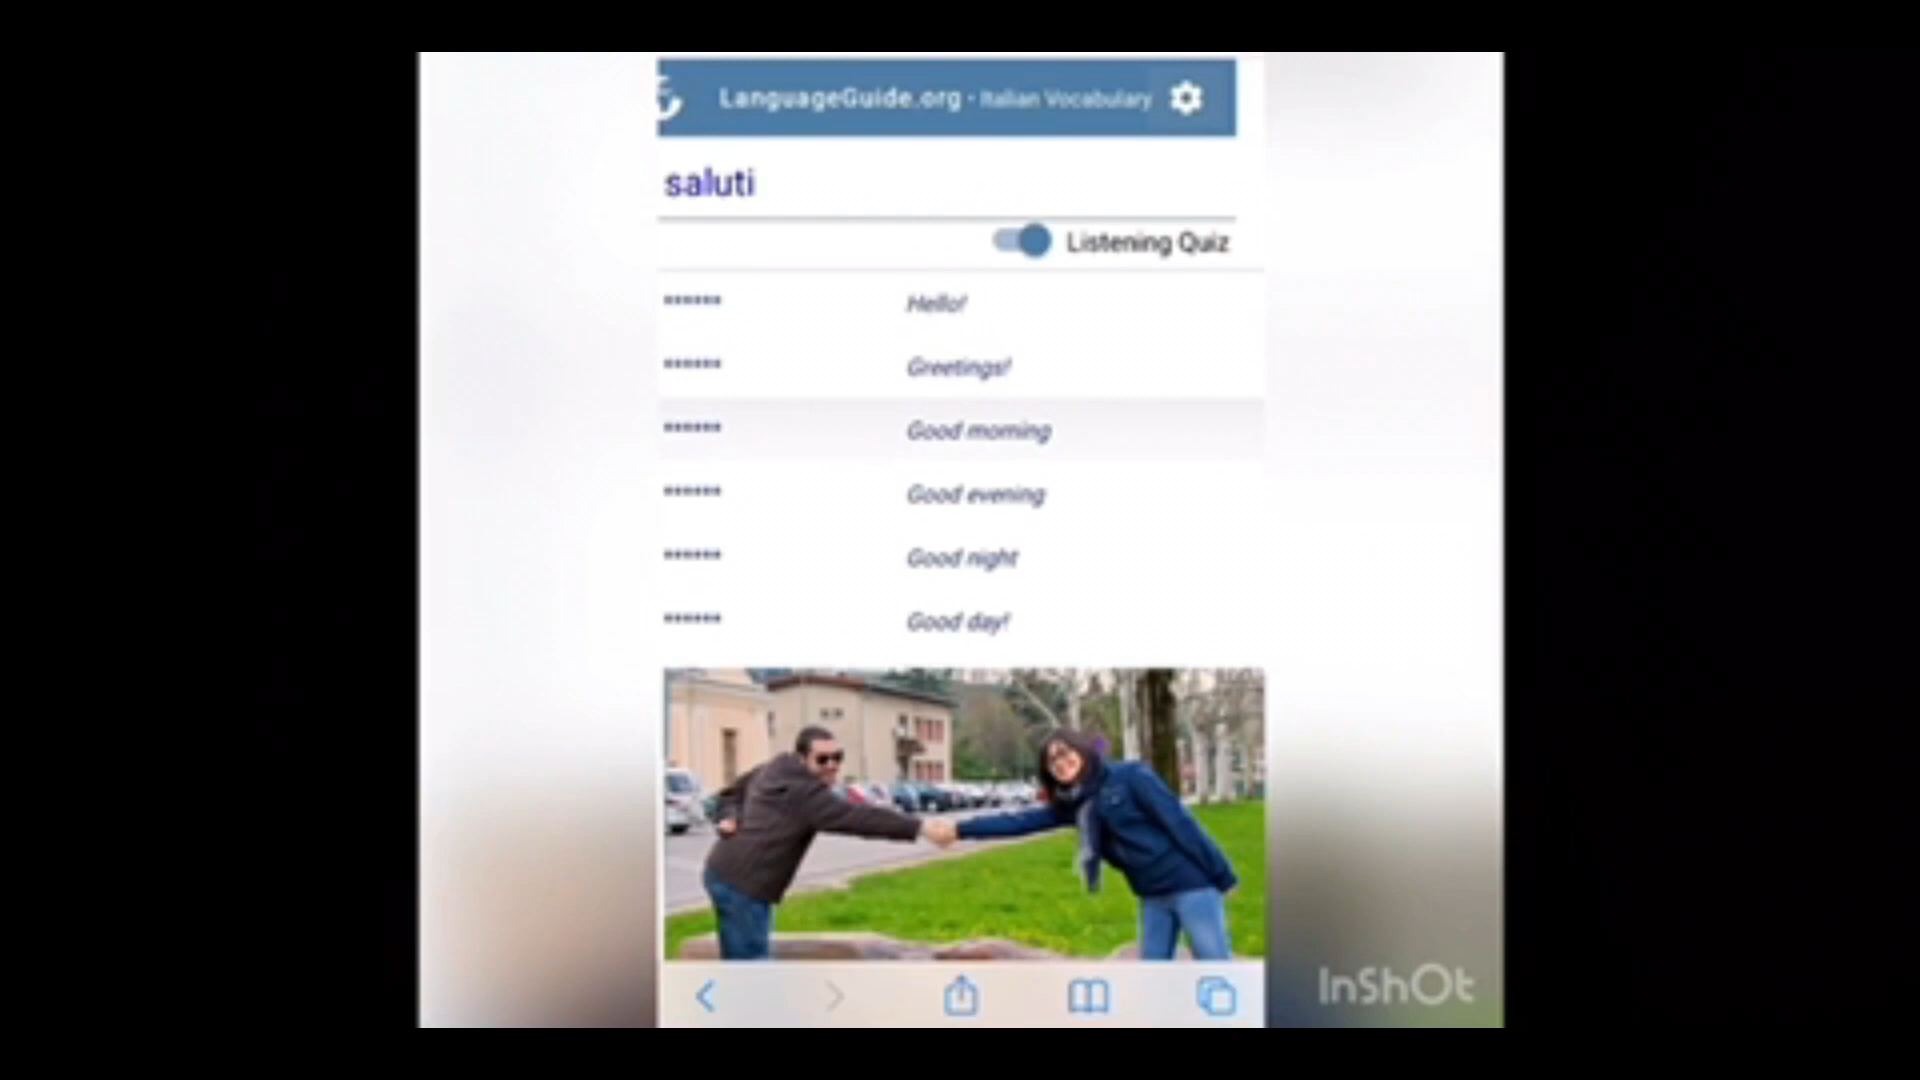 LanguageGuide.org • Italian Vocabulary
saluti
Listening Quiz
•••••• Hello!
•••••• Greetings!
•••••• Good morning
•••••• Good evening
•••••• Good night
•••••• Good day!
InShOt